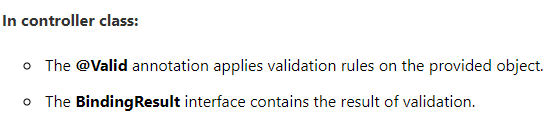 In controller class:
The @Valid annotation applies validation rules on the provided object.
The BindingResult interface contains the result of validation.